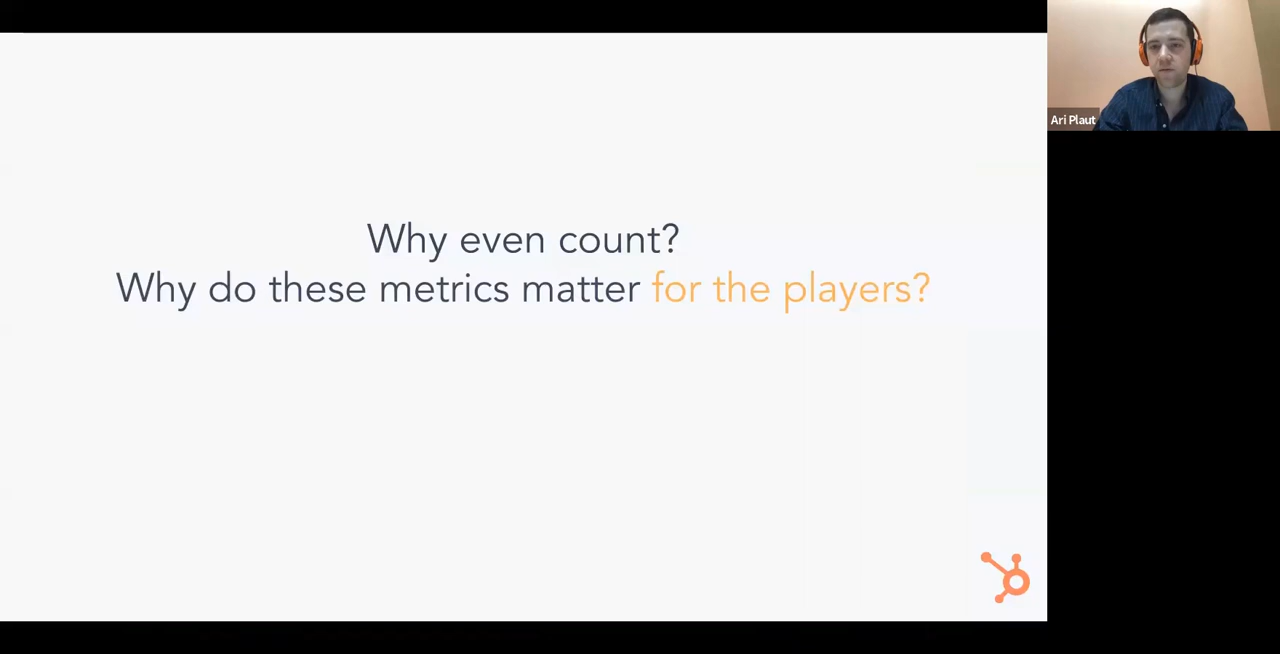 Why even count?
Why do these metrics matter for the players?
Ari Plaut